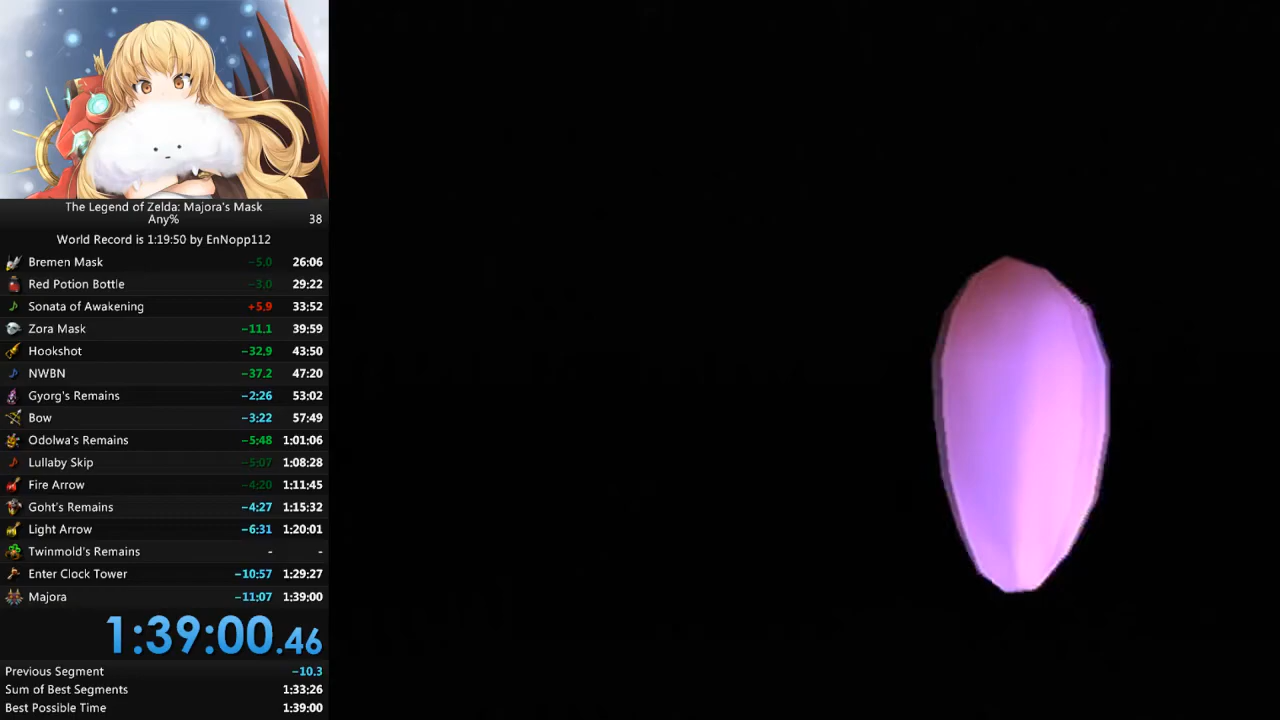 The Legend of Zelda: Majora's Mask
Any% 38
World Record is 1:19:50 by EnNopp112
Bremen Mask -5.0 26:06
Red Potion Bottle -3.0 29:22
Sonata of Awakening +5.9 33:52
Zora Mask -11.1 39:59
Hookshot -32.9 43:50
NWBN -37.2 47:20
Gyorg's Remains -2:26 53:02
Bow -3:22 57:49
Odolwa's Remains -5:48 1:01:06
Lullaby Skip -5:07 1:08:28
Fire Arrow -4:20 1:11:45
Goht's Remains -4:27 1:15:32
Light Arrow -6:31 1:20:01
Twinmold's Remains - -
Enter Clock Tower -10:57 1:29:27
Majora -11:07 1:39:00
1:39:00.46
Previous Segment -10.3
Sum of Best Segments 1:33:26
Best Possible Time 1:39:00